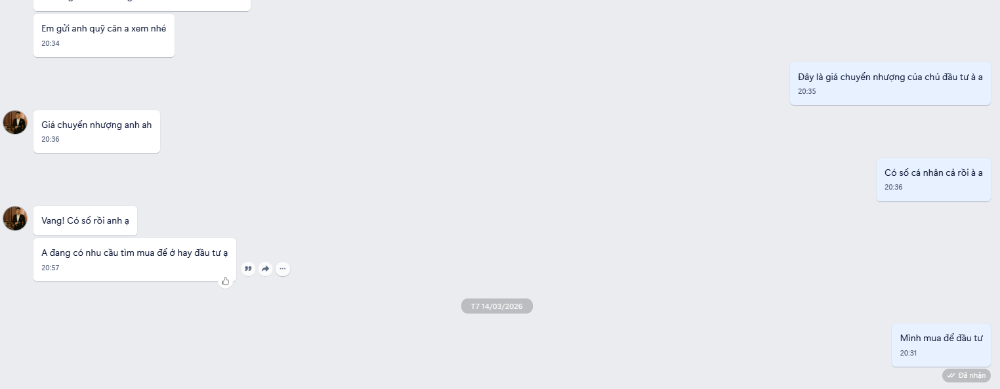 Em gửi anh quỹ căn a xem nhé
20:34
Đây là giá chuyển nhượng của chủ đầu tư à a
20:35
Giá chuyển nhượng anh ah
20:36
Có sổ cá nhân cả rồi à a
20:36
Vang! Có sổ rồi anh ạ
A đang có nhu cầu tìm mua để ở hay đầu tư ạ
20:57
T7 14/03/2026
Mình mua để đầu tư
20:31
Đã nhận